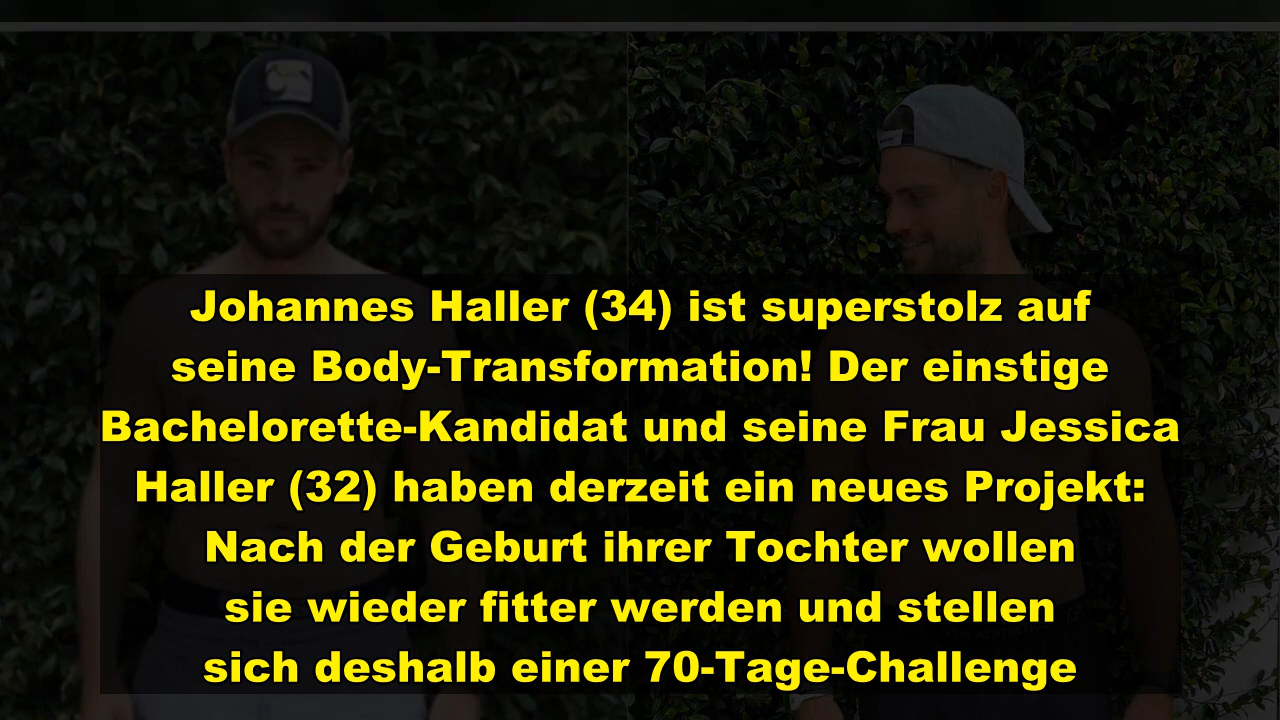 Johannes Haller (34) ist superstolz auf
seine Body-Transformation! Der einstige
Bachelorette-Kandidat und seine Frau Jessica
Haller (32) haben derzeit ein neues Projekt:
Nach der Geburt ihrer Tochter wollen
sie wieder fitter werden und stellen
sich deshalb einer 70-Tage-Challenge